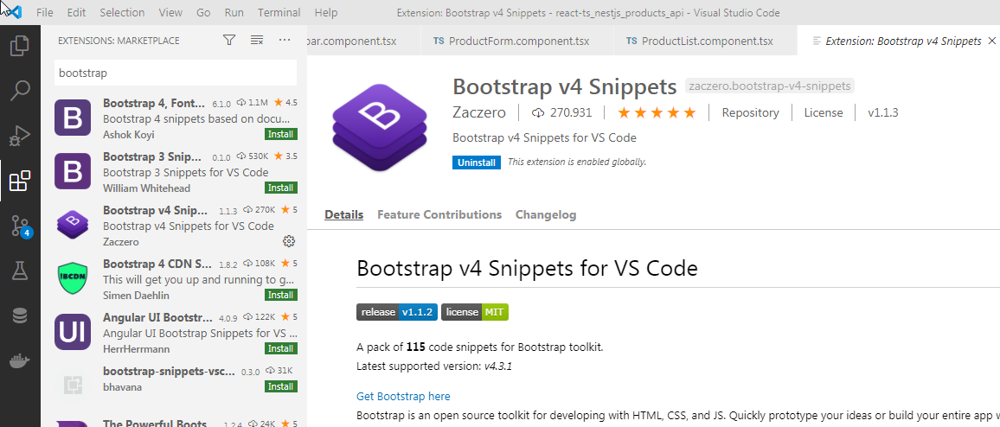 File Edit Selection View Go Run Terminal Help Extension: Bootstrap v4 Snippets - react-ts_nestjs_products_api - Visual Studio Code
EXTENSIONS: MARKETPLACE
bootstrap
Bootstrap 4, Font... 6.1.0 1.1M 4.5
Bootstrap 4 snippets based on docu...
Ashok Koyi Install
Bootstrap 3 Snip... 0.1.0 530K 3.5
Bootstrap 3 Snippets for VS Code
William Whitehead Install
Bootstrap v4 Snip... 1.1.3 270K 5
Bootstrap v4 Snippets for VS Code
Zaczero
Bootstrap 4 CDN S... 1.8.2 108K 5
This will get you up and running to g...
Simen Daehlin Install
Angular UI Bootstr... 4.0.9 122K 5
Angular UI Bootstrap Snippets for VS ...
HerrHerrmann Install
bootstrap-snippets-vsc... 0.3.0 31K
bhavana Install
The Powerful Boots 1.2.4 24K 5
4
B
B
B
IBCDN
UI
bar.component.tsx TS ProductForm.component.tsx TS ProductList.component.tsx Extension: Bootstrap v4 Snippets
B
Bootstrap v4 Snippets zaczero.bootstrap-v4-snippets
Zaczero 270.931 Repository License v1.1.3
Bootstrap v4 Snippets for VS Code
Uninstall This extension is enabled globally.
Details Feature Contributions Changelog
Bootstrap v4 Snippets for VS Code
release v1.1.2 license MIT
A pack of 115 code snippets for Bootstrap toolkit.
Latest supported version: v4.3.1
Get Bootstrap here
Bootstrap is an open source toolkit for developing with HTML, CSS, and JS. Quickly prototype your ideas or build your entire app